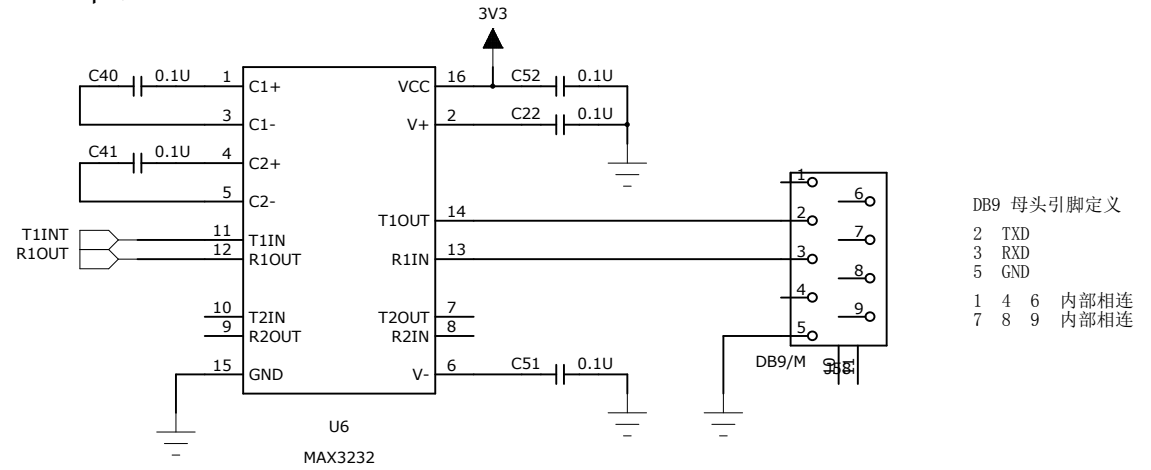 3V3
C40 0.1U 1 C1+ VCC 16 C52 0.1U
3 C1- V+ 2 C22 0.1U
C41 0.1U 4 C2+
5 C2-
T1INT 11 T1IN T1OUT 14
R1OUT 12 R1OUT R1IN 13
10 T2IN T2OUT 7
9 R2OUT R2IN 8
15 GND V- 6 C51 0.1U
U6
MAX3232
1
6
2
7
3
8
4
9
5
DB9/M
DB9 母头引脚定义
2 TXD
3 RXD
5 GND
1 4 6 内部相连
7 8 9 内部相连